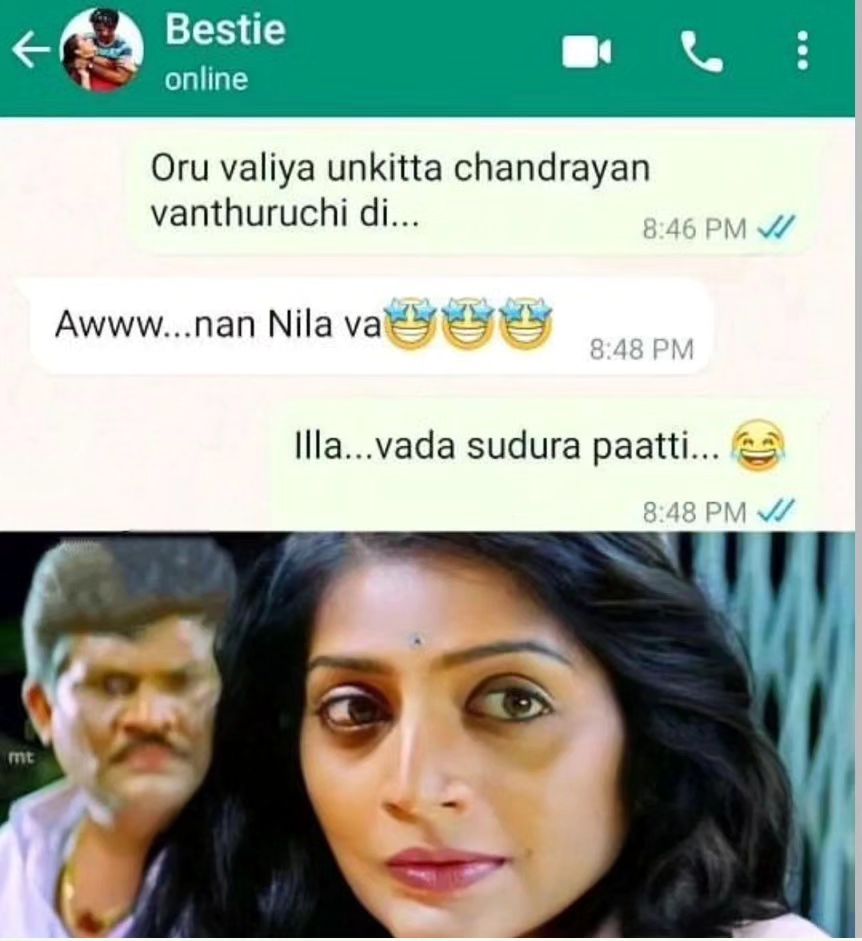 Bestie
online
Oru valiya unkitta chandrayan
vanthuruchi di...
8:46 PM
Awww...nan Nila va🤩🤩🤩
8:48 PM
Illa...vada sudura paatti... 😂
8:48 PM
mt